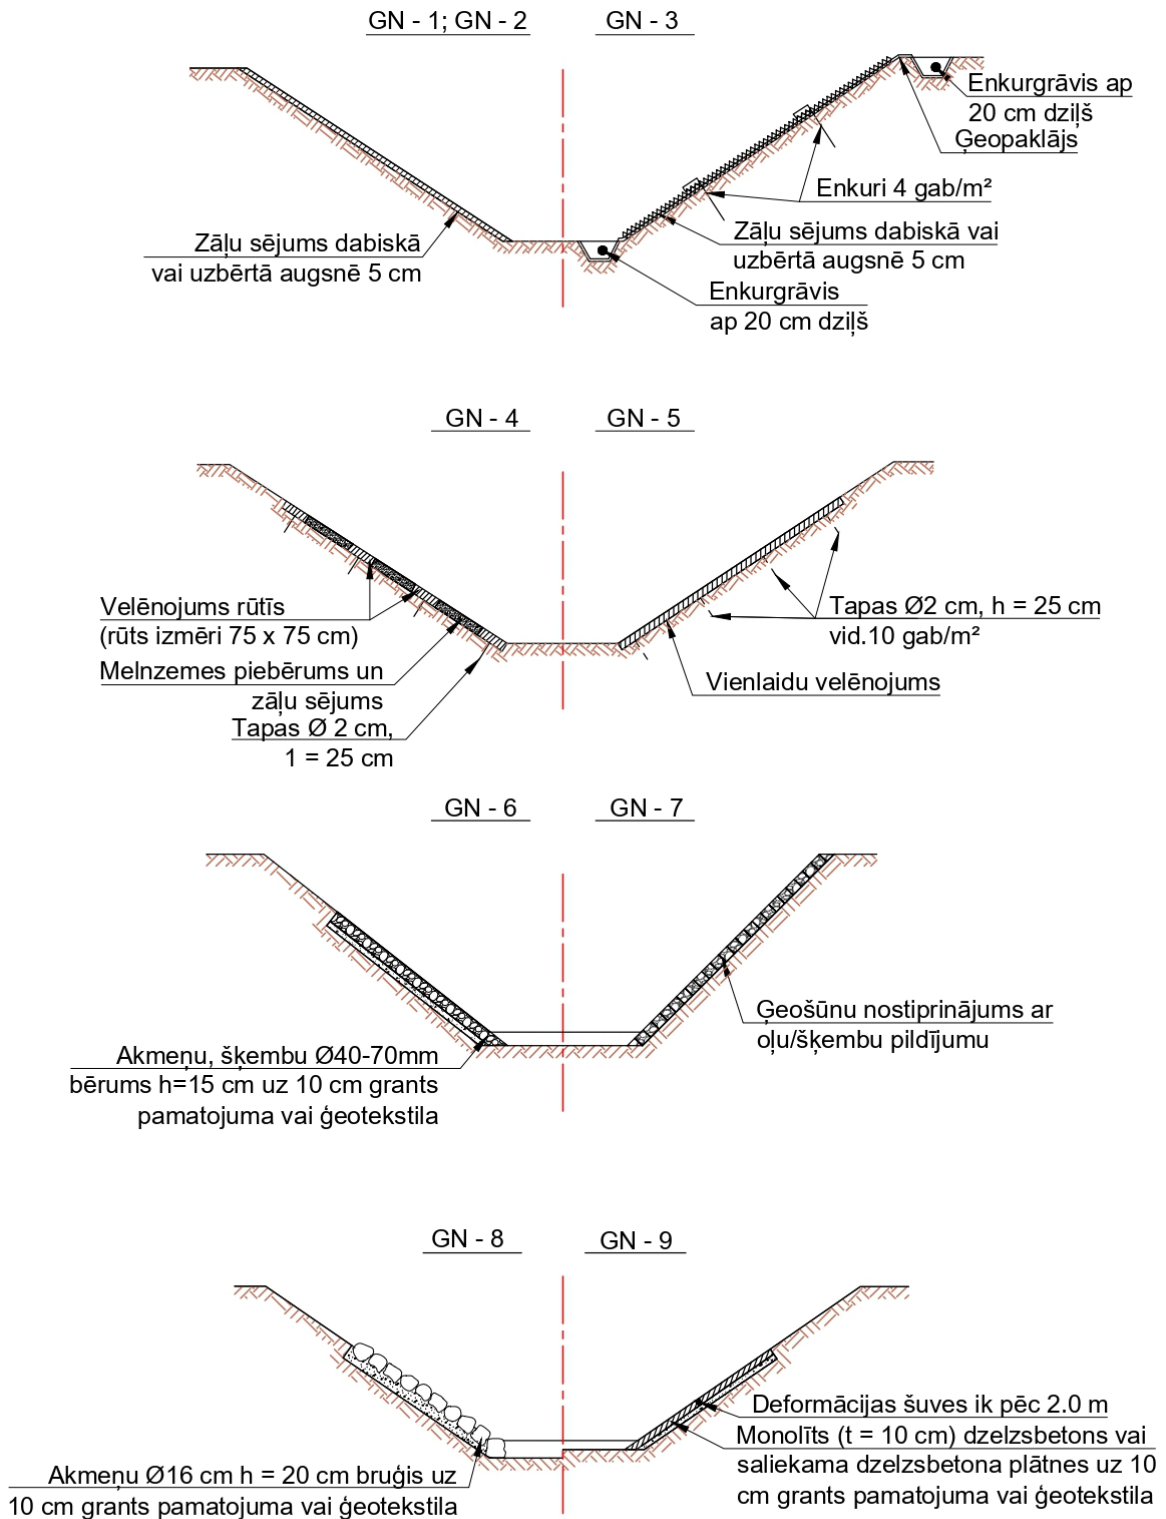 GN - 1; GN - 2
GN - 3
Enkurgrāvis ap
20 cm dziļš
Ģeopaklājs
Enkuri 4 gab/m²
Zāļu sējums dabiskā vai
uzbērtā augsnē 5 cm
Enkurgrāvis
ap 20 cm dziļš
Zāļu sējums dabiskā
vai uzbērtā augsnē 5 cm
GN - 4
GN - 5
Velēnojums rūtīs
(rūts izmēri 75 x 75 cm)
Melnzemes piebērums un
zāļu sējums
Tapas Ø 2 cm,
1 = 25 cm
Tapas Ø2 cm, h = 25 cm
vid.10 gab/m²
Vienlaidu velēnojums
GN - 6
GN - 7
Akmeņu, šķembu Ø40-70mm
bērums h=15 cm uz 10 cm grants
pamatojuma vai ģeotekstila
Ģeošūnu nostiprinājums ar
oļu/šķembu pildījumu
GN - 8
GN - 9
Akmeņu Ø16 cm h = 20 cm bruģis uz
10 cm grants pamatojuma vai ģeotekstila
Deformācijas šuves ik pēc 2.0 m
Monolīts (t = 10 cm) dzelzsbetons vai
saliekama dzelzsbetona plātnes uz 10
cm grants pamatojuma vai ģeotekstila